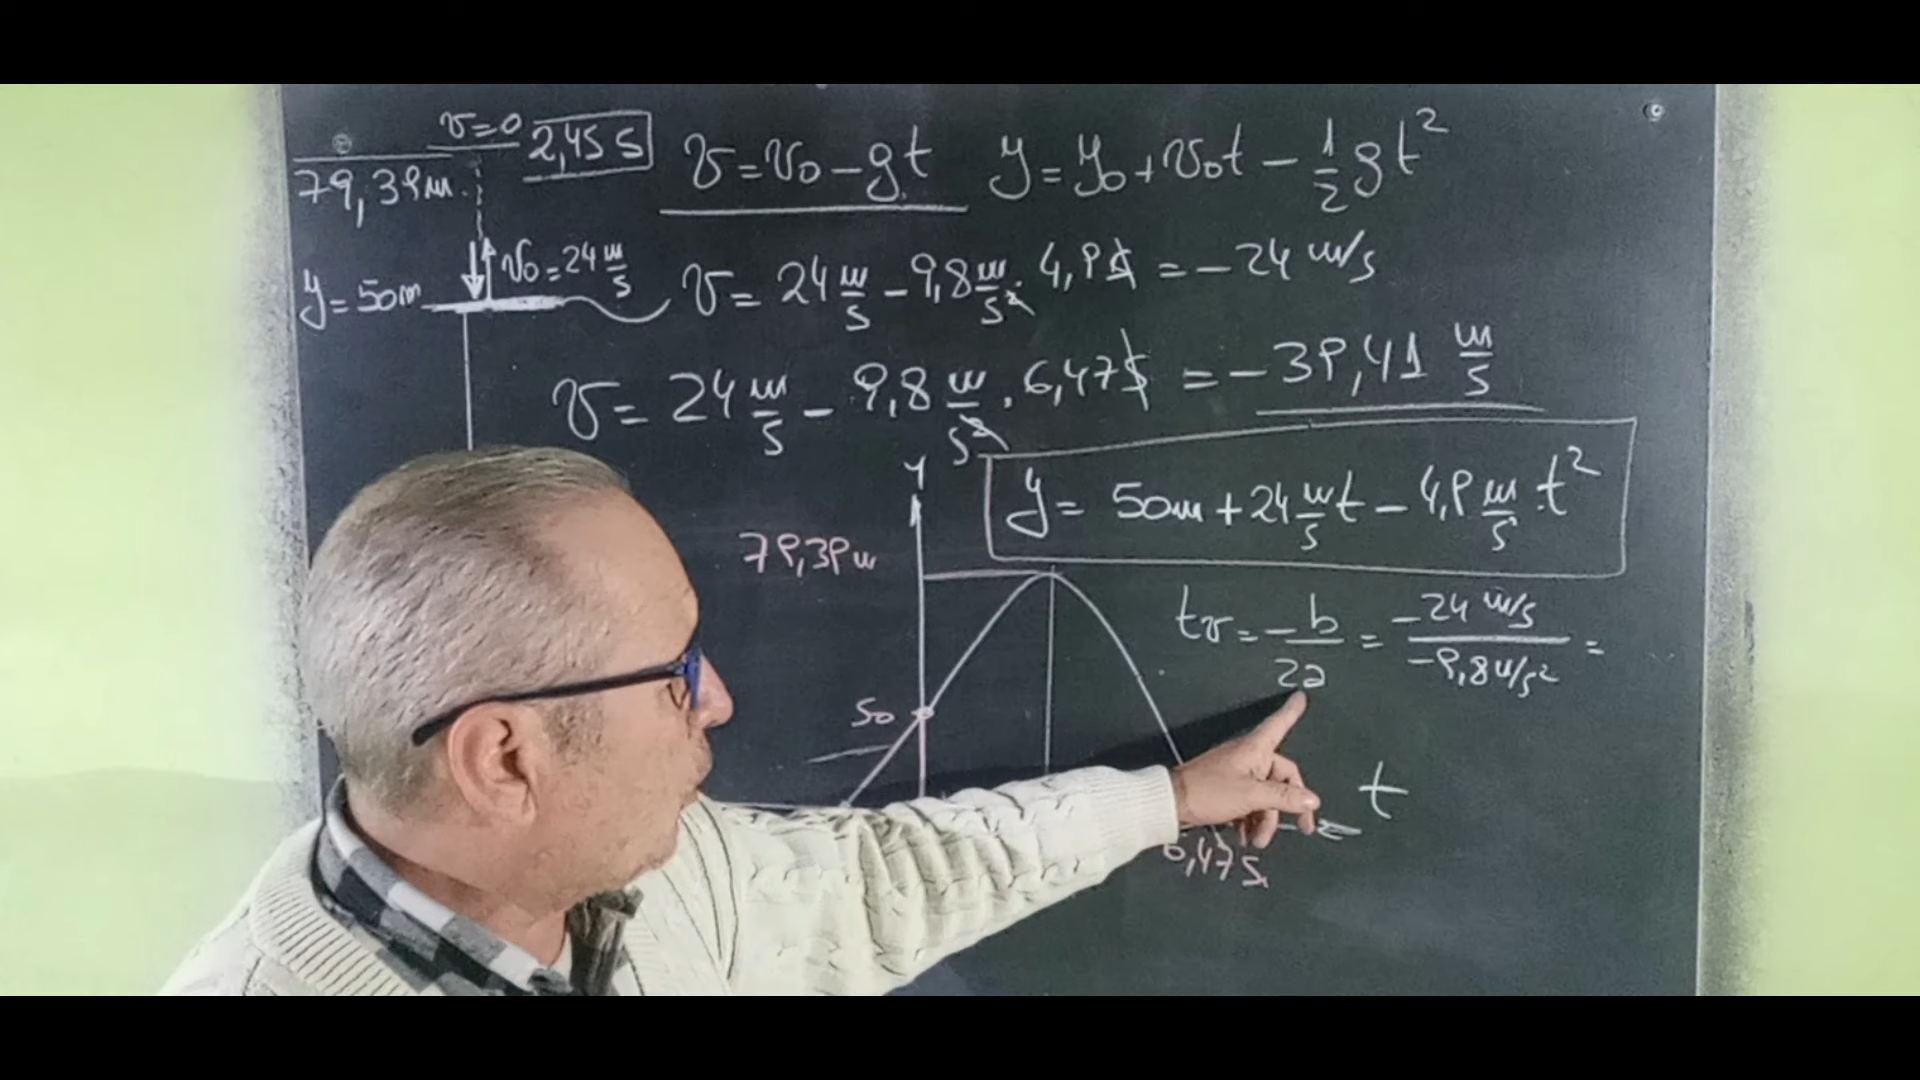 v=0 2,45 s
79,39m
v = v₀ - gt
y = y₀ + v₀t - 1/2 gt²
v₀ = 24 m/s
y = 50m
v = 24 m/s - 9,8 m/s² · 4,9 s = - 24 m/s
v = 24 m/s - 9,8 m/s² · 6,47 s = - 39,41 m/s
y = 50m + 24 m/s t - 4,9 m/s² · t²
Y
79,39m
tv = -b/2a = -24 m/s / -9,8 m/s² =
50
t
6,47 s